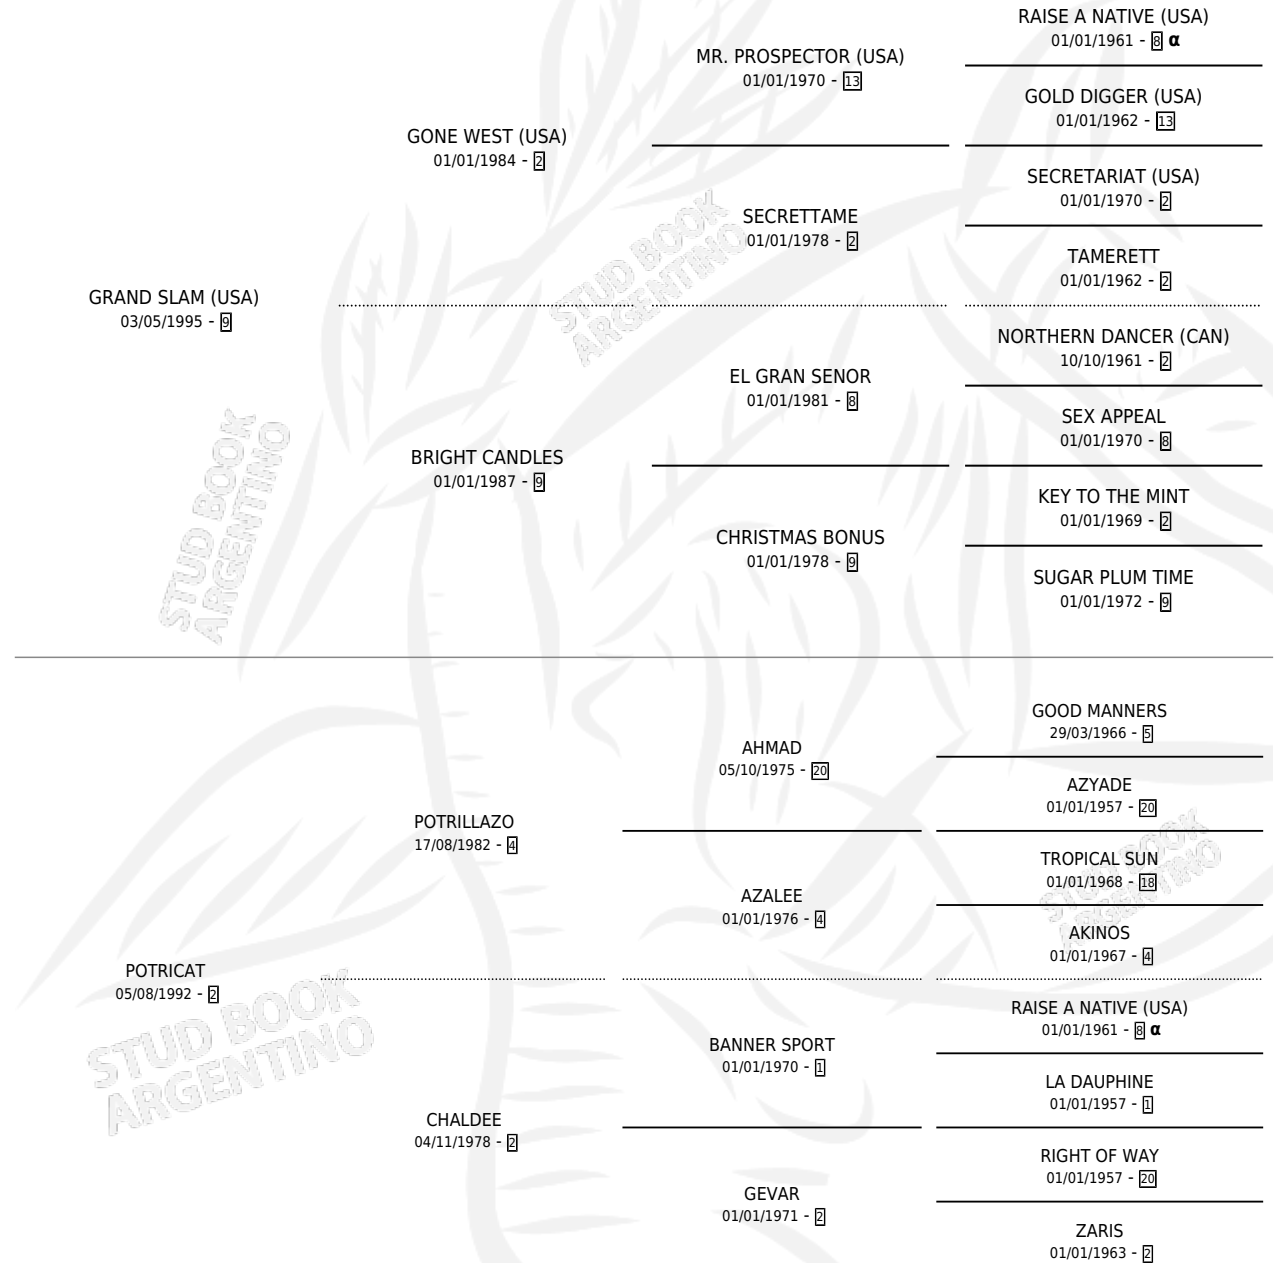 RAISE A NATIVE (USA)
01/01/1961 - 8 α
MR. PROSPECTOR (USA)
01/01/1970 - 13
GOLD DIGGER (USA)
01/01/1962 - 13
GONE WEST (USA)
01/01/1984 - 2
SECRETARIAT (USA)
01/01/1970 - 2
SECRETTAME
01/01/1978 - 2
TAMERETT
01/01/1962 - 2
GRAND SLAM (USA)
03/05/1995 - 9
STUD BOOK
ARGENTINO
NORTHERN DANCER (CAN)
10/10/1961 - 2
EL GRAN SENOR
01/01/1981 - 8
SEX APPEAL
01/01/1970 - 8
BRIGHT CANDLES
01/01/1987 - 9
KEY TO THE MINT
01/01/1969 - 2
CHRISTMAS BONUS
01/01/1978 - 9
SUGAR PLUM TIME
01/01/1972 - 9
STUD BOOK
ARGENTINO
GOOD MANNERS
29/03/1966 - 5
AHMAD
05/10/1975 - 20
AZYADE
01/01/1957 - 20
POTRILLAZO
17/08/1982 - 4
TROPICAL SUN
01/01/1968 - 18
AZALEE
01/01/1976 - 4
AKINOS
01/01/1967 - 4
STUD BOOK
ARGENTINO
POTRICAT
05/08/1992 - 2
RAISE A NATIVE (USA)
01/01/1961 - 8 α
BANNER SPORT
01/01/1970 - 1
LA DAUPHINE
01/01/1957 - 1
CHALDEE
04/11/1978 - 2
RIGHT OF WAY
01/01/1957 - 20
GEVAR
01/01/1971 - 2
ZARIS
01/01/1963 - 2
STUD BOOK
ARGENTINO